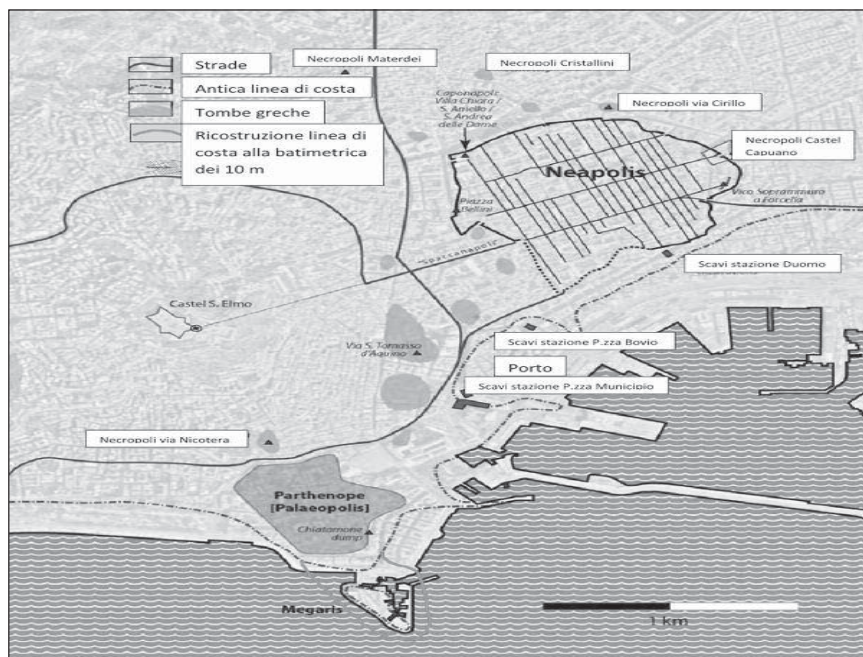 Strade
Antica linea di costa
Tombe greche
Ricostruzione linea di
costa alla batimetrica
dei 10 m
Necropoli Materdei
Necropoli Cristallini
Caponapoli:
Villa Chiara /
S. Aniello /
S. Andrea
delle Dame
Necropoli via Cirillo
Necropoli Castel
Capuano
Neapolis
Piazza
Bellini
Vico Soprammuro
a Forcella
"Spaccanapoli"
Scavi stazione Duomo
Castel S. Elmo
Via S. Tomasso
d'Aquino
Scavi stazione P.zza Bovio
Porto
Scavi stazione P.zza Municipio
Necropoli via Nicotera
Parthenope
[Palaeopolis]
Chiatamone
dump
Megaris
1 km